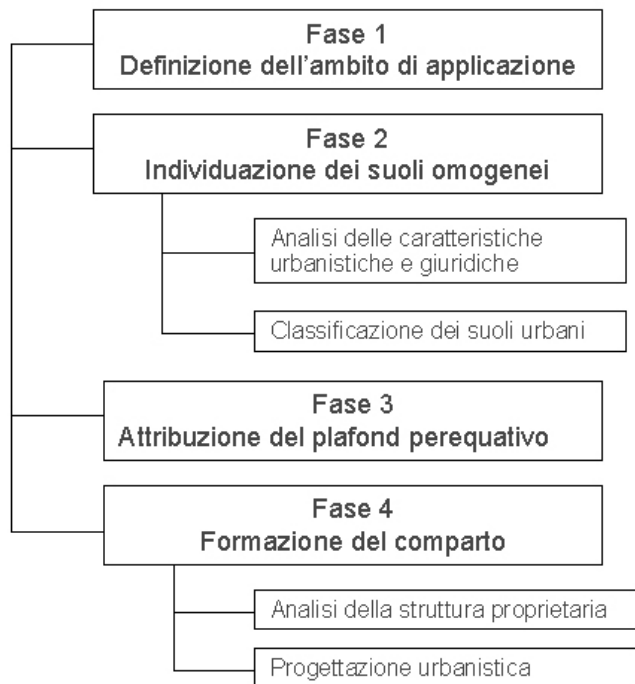 Fase 1
Definizione dell'ambito di applicazione
Fase 2
Individuazione dei suoli omogenei
Analisi delle caratteristiche
urbanistiche e giuridiche
Classificazione dei suoli urbani
Fase 3
Attribuzione del plafond perequativo
Fase 4
Formazione del comparto
Analisi della struttura proprietaria
Progettazione urbanistica